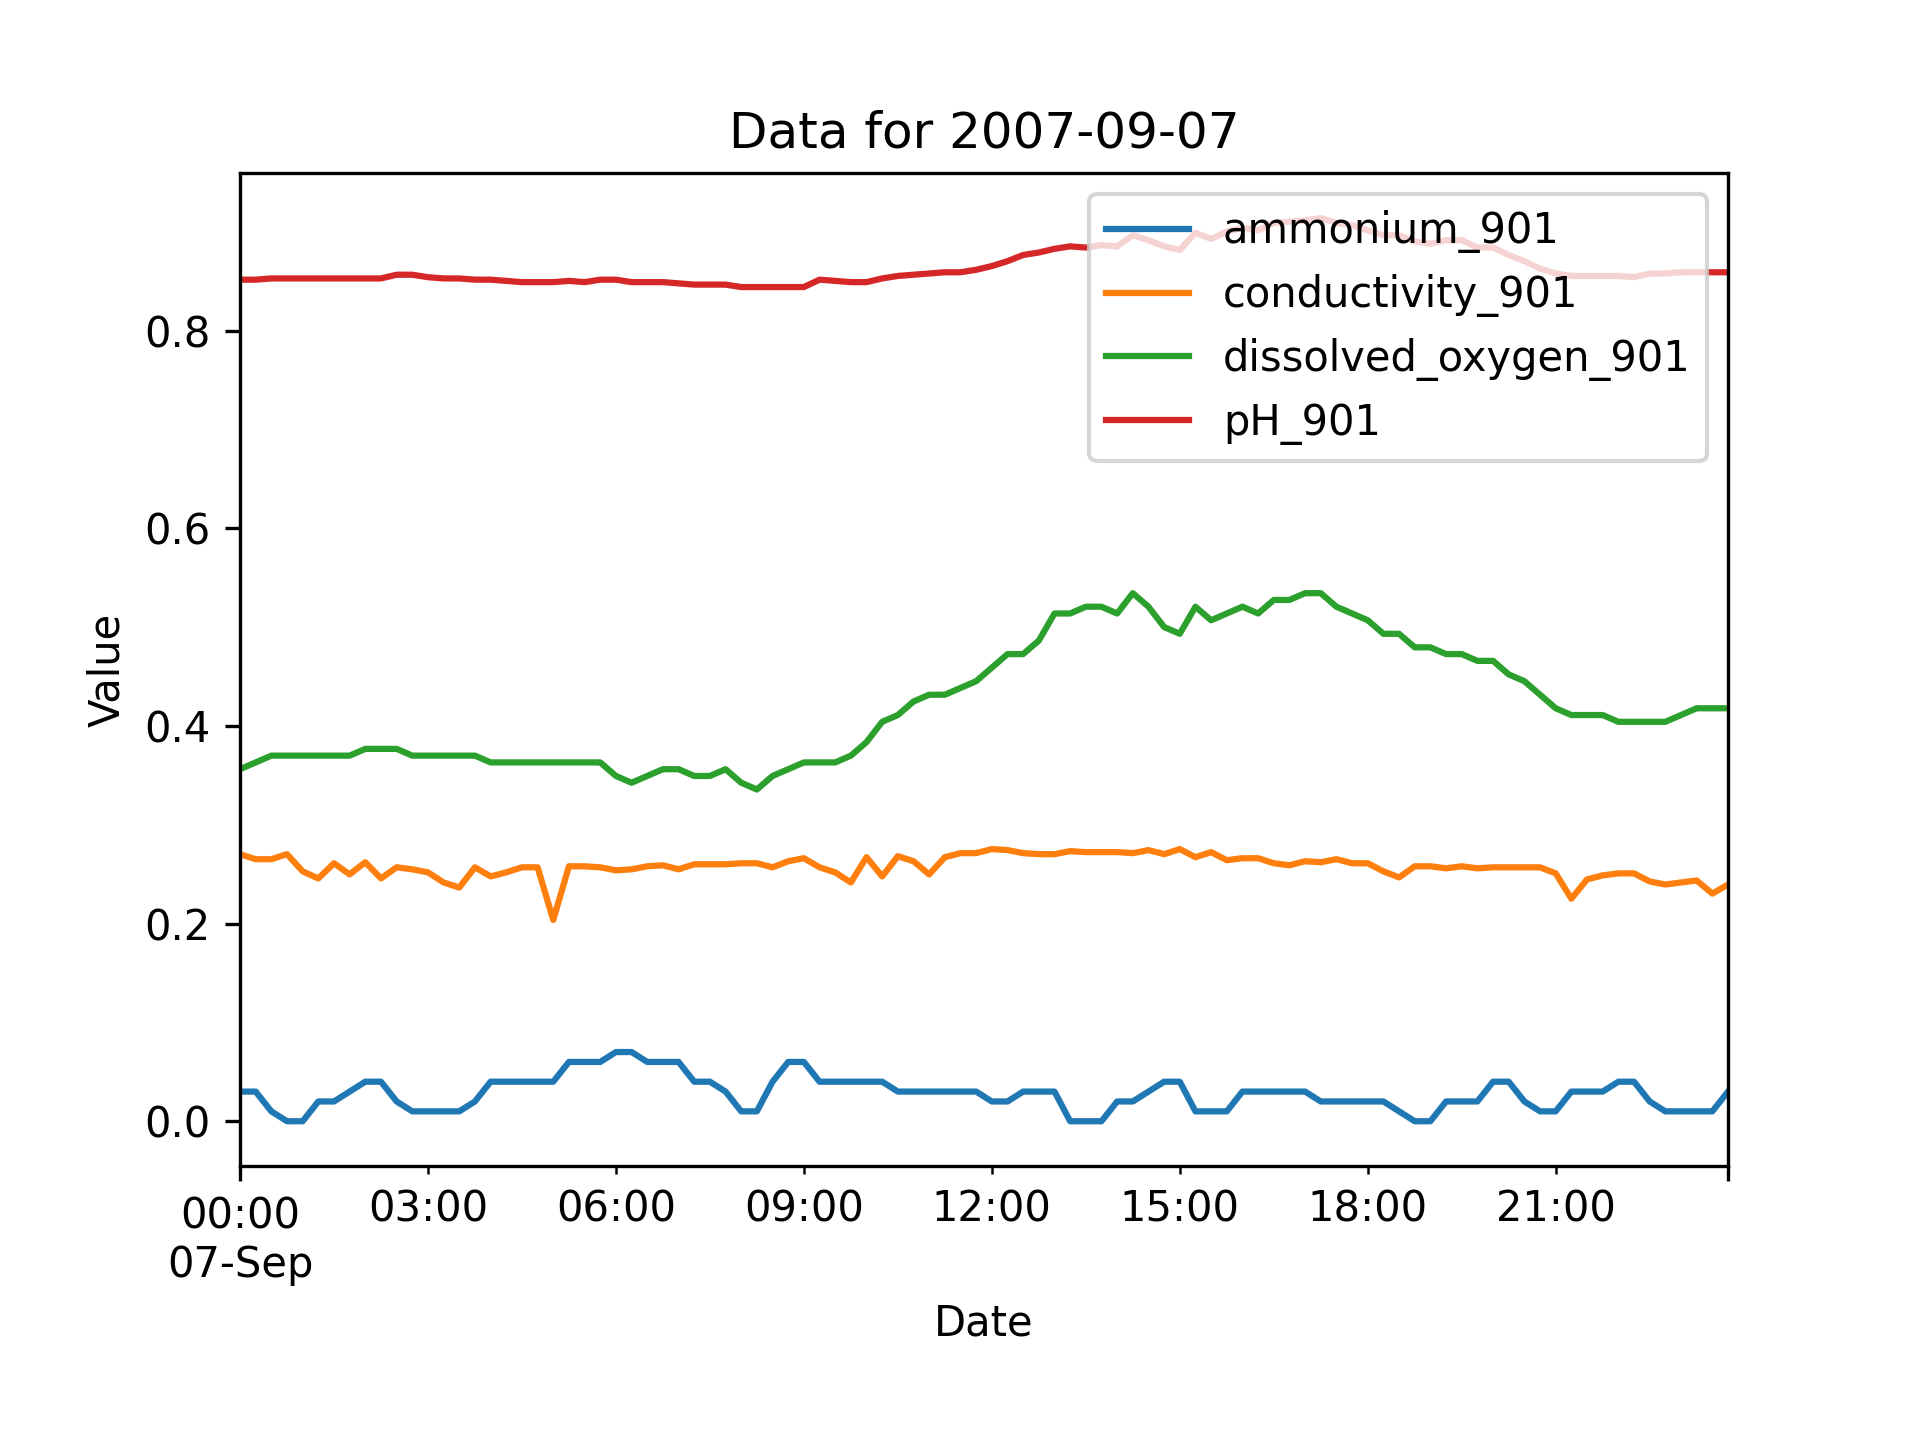 Data for 2007-09-07
ammonium_901
conductivity_901
dissolved_oxygen_901
pH_901
0.8
0.6
0.4
0.2
0.0
Value
00:00 03:00 06:00 09:00 12:00 15:00 18:00 21:00
07-Sep
Date